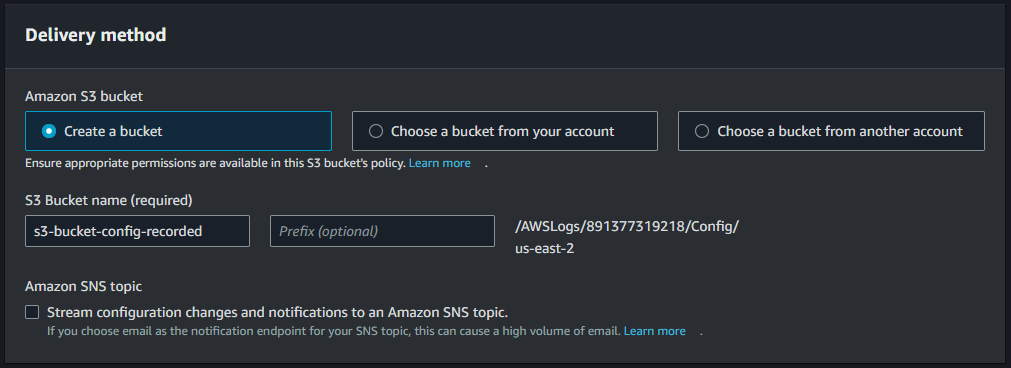 Delivery method
Amazon S3 bucket
Create a bucket
Choose a bucket from your account
Choose a bucket from another account
Ensure appropriate permissions are available in this S3 bucket's policy. Learn more .
S3 Bucket name (required)
s3-bucket-config-recorded
Prefix (optional)
/AWSLogs/891377319218/Config/
us-east-2
Amazon SNS topic
Stream configuration changes and notifications to an Amazon SNS topic.
If you choose email as the notification endpoint for your SNS topic, this can cause a high volume of email. Learn more .